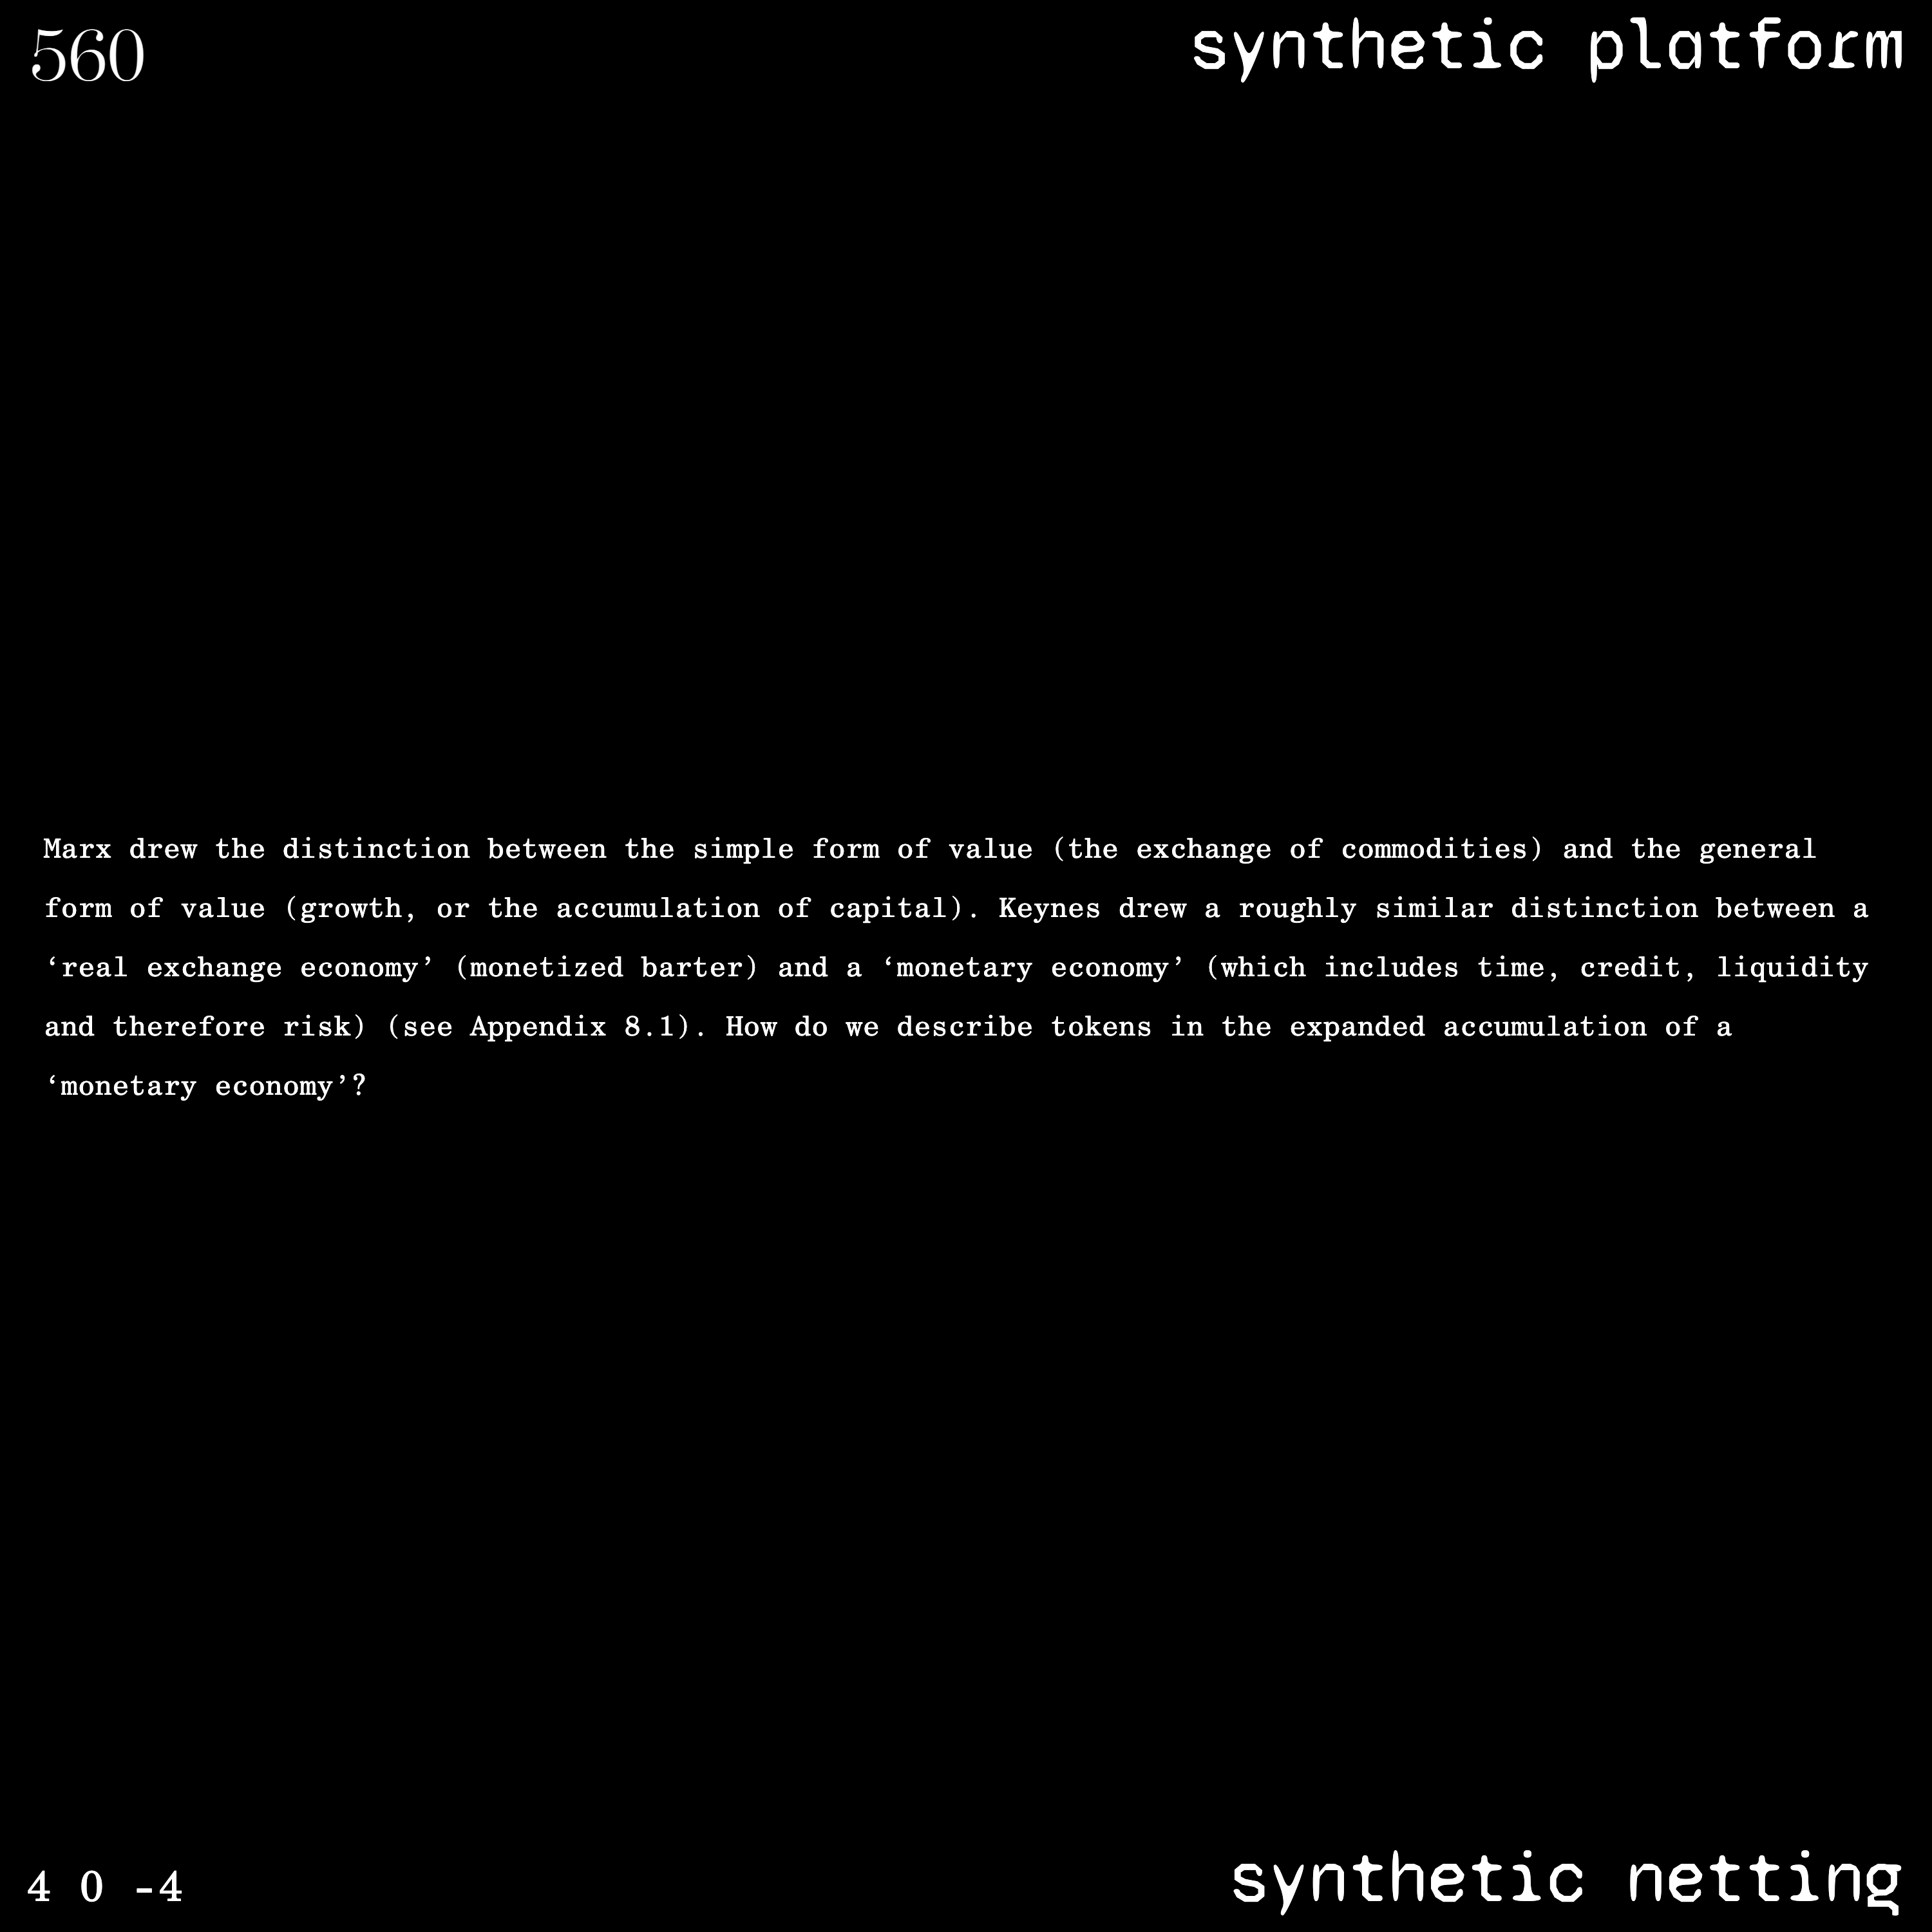 560
synthetic platform
Marx drew the distinction between the simple form of value (the exchange of commodities) and the general
form of value (growth, or the accumulation of capital). Keynes drew a roughly similar distinction between a
‘real exchange economy’ (monetized barter) and a ‘monetary economy’ (which includes time, credit, liquidity
and therefore risk) (see Appendix 8.1). How do we describe tokens in the expanded accumulation of a
‘monetary economy’?
4 0 -4
synthetic netting